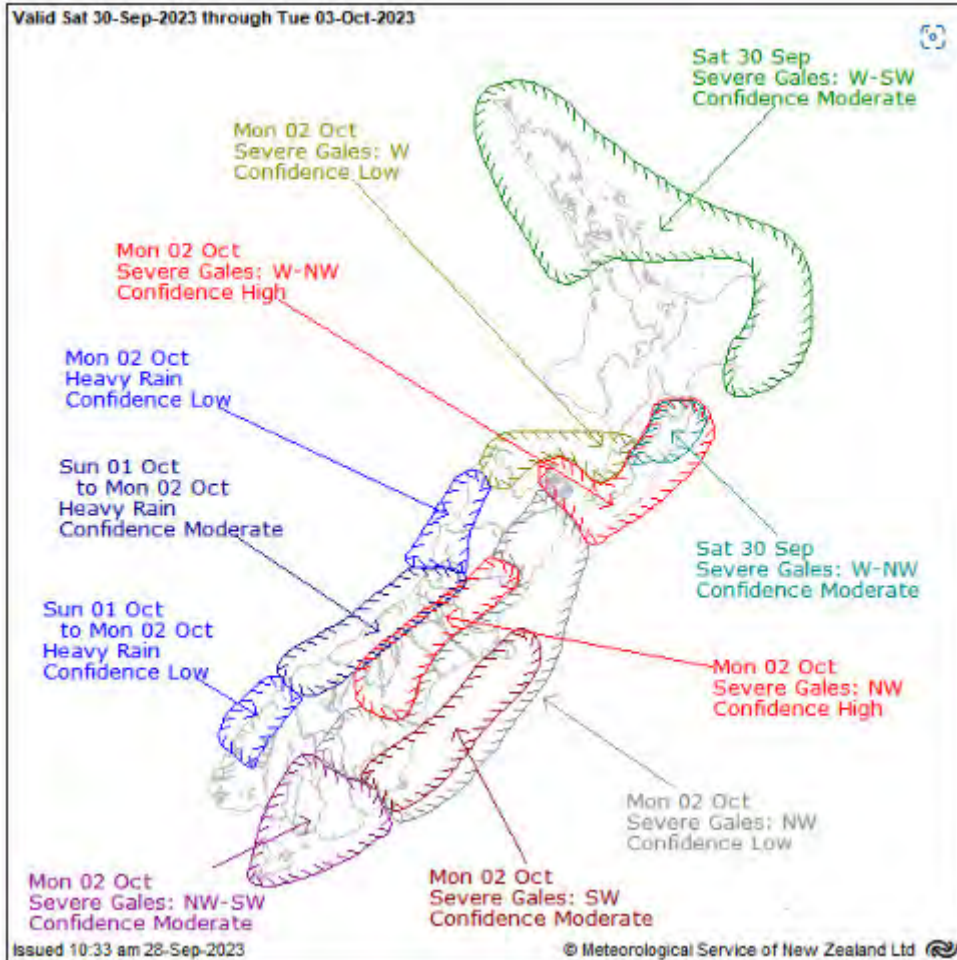 Valid Sat 30-Sep-2023 through Tue 03-Oct-2023
Sat 30 Sep
Severe Gales: W-SW
Confidence Moderate
Mon 02 Oct
Severe Gales: W
Confidence Low
Mon 02 Oct
Severe Gales: W-NW
Confidence High
Mon 02 Oct
Heavy Rain
Confidence Low
Sun 01 Oct
to Mon 02 Oct
Heavy Rain
Confidence Moderate
Sat 30 Sep
Severe Gales: W-NW
Confidence Moderate
Sun 01 Oct
to Mon 02 Oct
Heavy Rain
Confidence Low
Mon 02 Oct
Severe Gales: NW
Confidence High
Mon 02 Oct
Severe Gales: NW
Confidence Low
Mon 02 Oct
Severe Gales: NW-SW
Confidence Moderate
Mon 02 Oct
Severe Gales: SW
Confidence Moderate
Issued 10:33 am 28-Sep-2023
© Meteorological Service of New Zealand Ltd